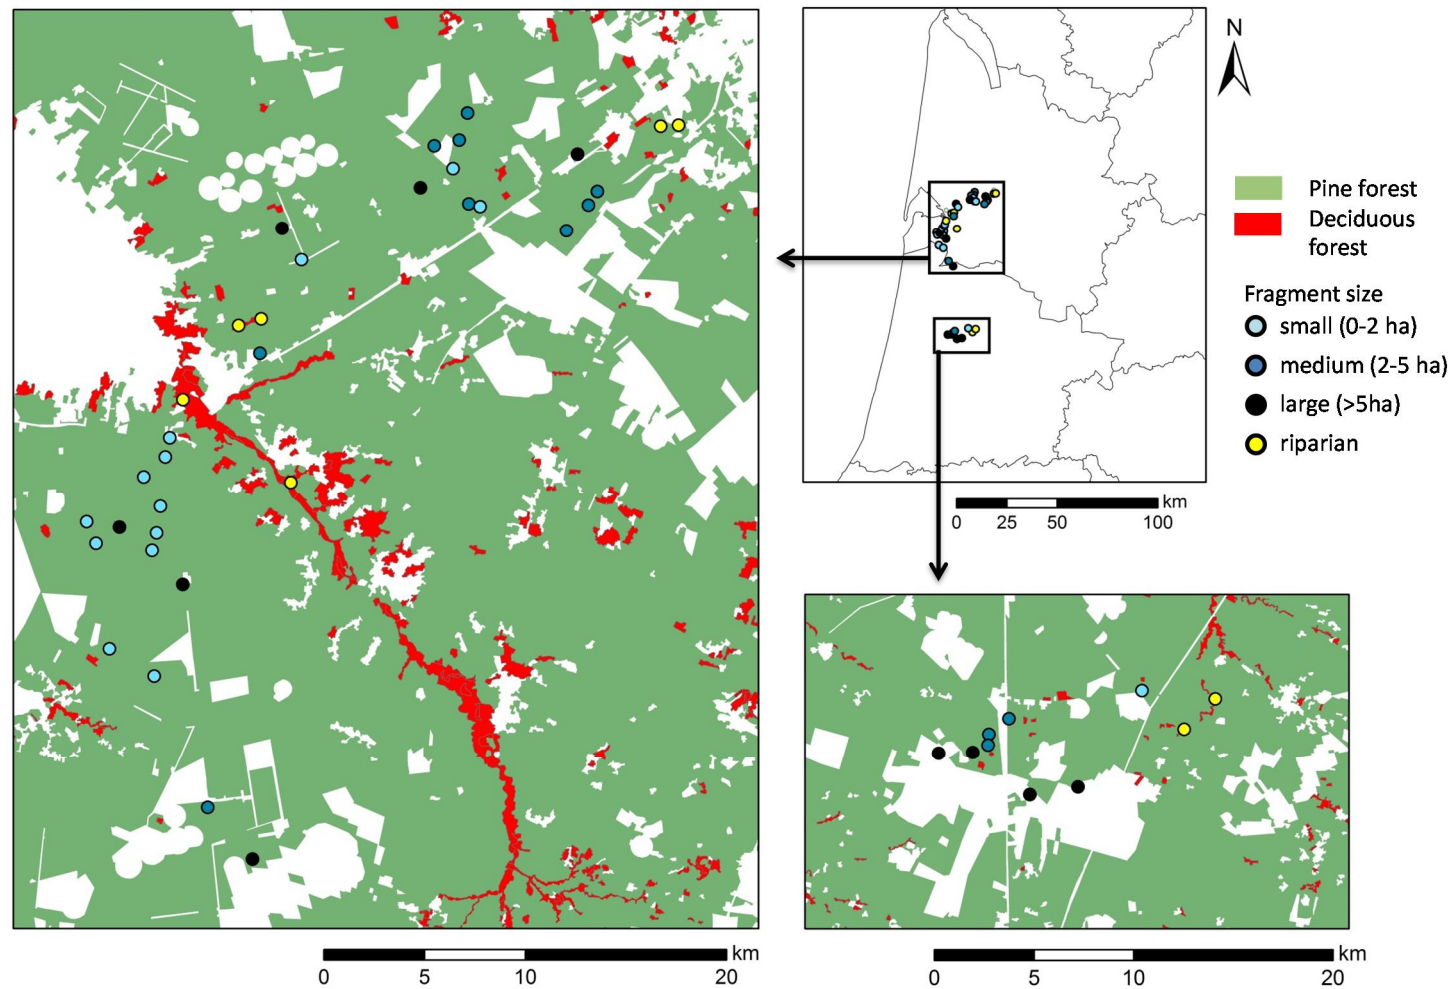 N
Pine forest
Deciduous
forest
Fragment size
small (0-2 ha)
medium (2-5 ha)
large (>5ha)
riparian
km
0 25 50 100
km
0 5 10 20
km
0 5 10 20